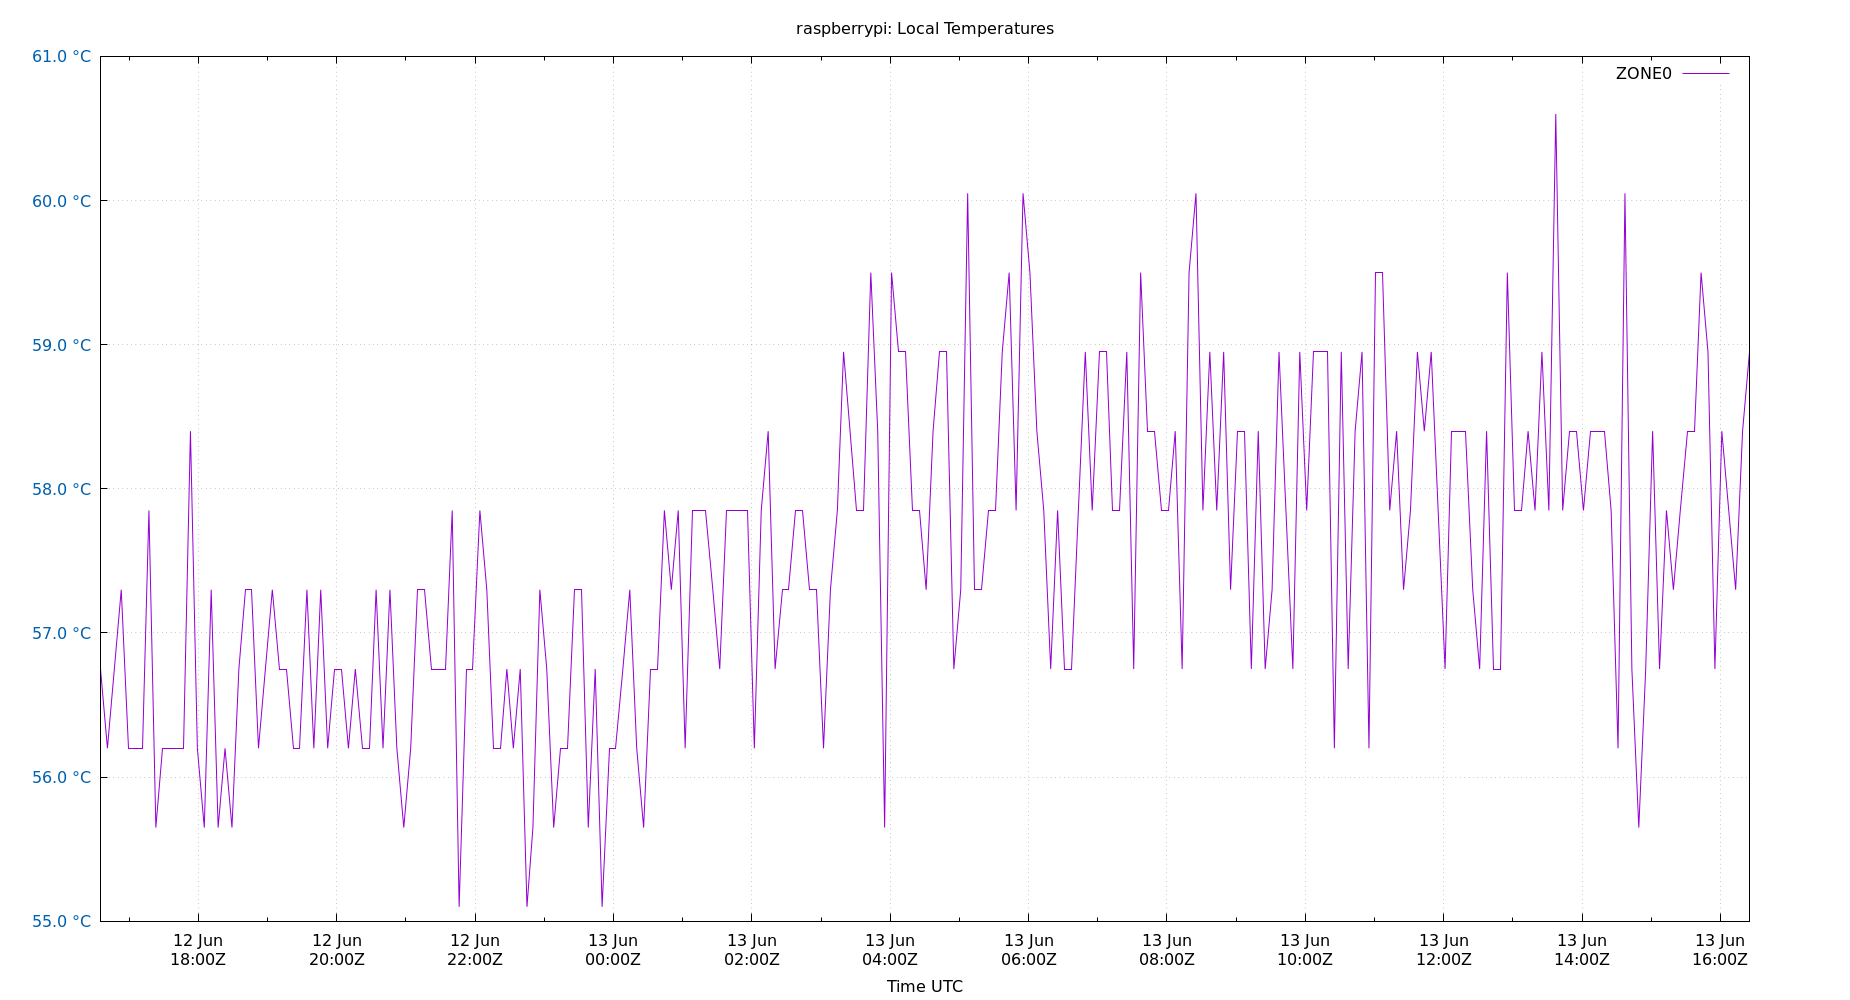 raspberrypi: Local Temperatures
61.0 °C
ZONE0
60.0 °C
59.0 °C
58.0 °C
57.0 °C
56.0 °C
55.0 °C
12 Jun 12 Jun 12 Jun 13 Jun 13 Jun 13 Jun 13 Jun 13 Jun 13 Jun 13 Jun 13 Jun 13 Jun
18:00Z 20:00Z 22:00Z 00:00Z 02:00Z 04:00Z 06:00Z 08:00Z 10:00Z 12:00Z 14:00Z 16:00Z
Time UTC